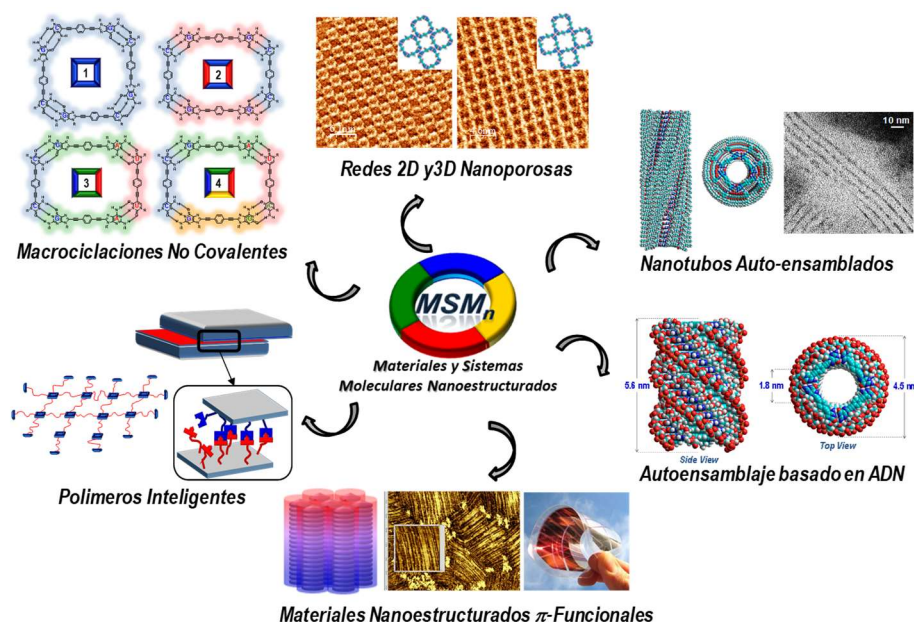 1
2
3
4
Macrociclaciones No Covalentes
Redes 2D y3D Nanoporosas
10 nm
Nanotubos Auto-ensamblados
MSMn
Materiales y Sistemas
Moleculares Nanoestructurados
5.6 nm
1.8 nm
4.5 nm
Side View
Top View
Autoensamblaje basado en ADN
Polimeros Inteligentes
Materiales Nanoestructurados π-Funcionales